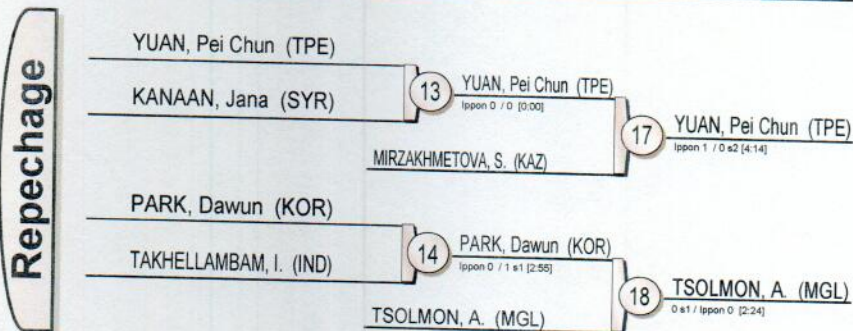 Repechage
YUAN, Pei Chun (TPE)
KANAAN, Jana (SYR)
13
YUAN, Pei Chun (TPE)
Ippon 0 / 0 [0:00]
MIRZAKHMETOVA, S. (KAZ)
17
YUAN, Pei Chun (TPE)
Ippon 1 / 0 s2 [4:14]
PARK, Dawun (KOR)
TAKHELLAMBAM, I. (IND)
14
PARK, Dawun (KOR)
Ippon 0 / 1 s1 [2:55]
TSOLMON, A. (MGL)
18
TSOLMON, A. (MGL)
0 s1 / Ippon 0 [2:24]